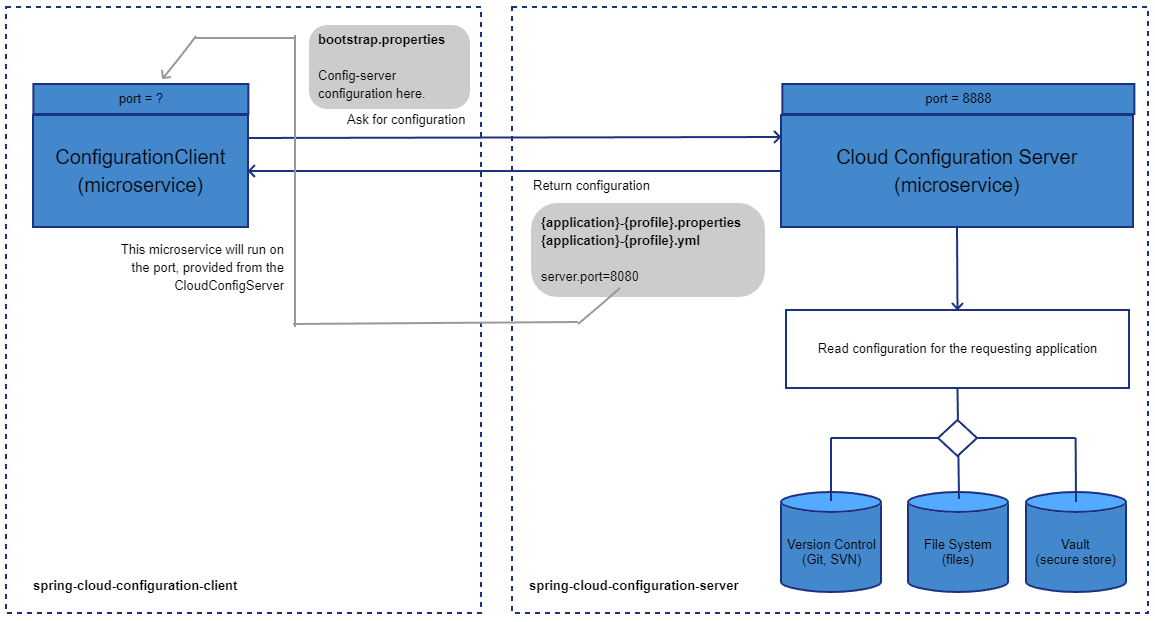 bootstrap.properties
Config-server
configuration here.
port = ?
ConfigurationClient
(microservice)
Ask for configuration
port = 8888
Cloud Configuration Server
(microservice)
Return configuration
{application}-{profile}.properties
{application}-{profile}.yml
server.port=8080
This microservice will run on
the port, provided from the
CloudConfigServer
Read configuration for the requesting application
Version Control
(Git, SVN)
File System
(files)
Vault
(secure store)
spring-cloud-configuration-client
spring-cloud-configuration-server